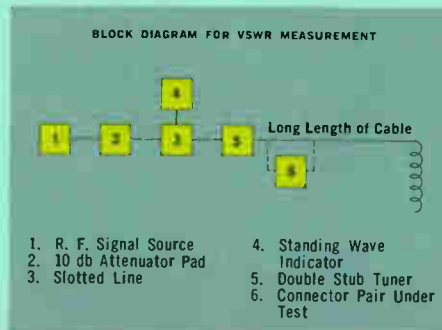 BLOCK DIAGRAM FOR VSWR MEASUREMENT
4
1 2 3 5 Long Length of Cable
6
1. R. F. Signal Source
2. 10 db Attenuator Pad
3. Slotted Line
4. Standing Wave
Indicator
5. Double Stub Tuner
6. Connector Pair Under
Test